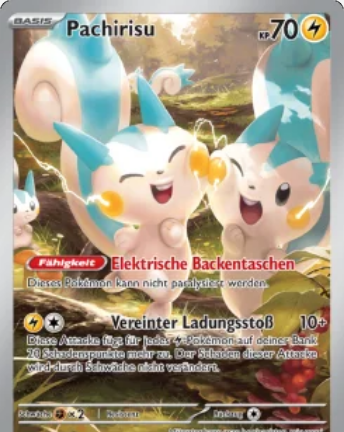 BASIS Pachirisu KP 70
Fähigkeit Elektrische Backentaschen
Dieses Pokémon kann nicht paralysiert werden.
Vereinter Ladungsstoß 10+
Diese Attacke fügt für jedes -Pokémon auf deiner Bank
20 Schadenspunkte mehr zu. Der Schaden dieser Attacke
wird durch Schwäche nicht verändert.
Schwäche ×2 Resistenz Rückzug